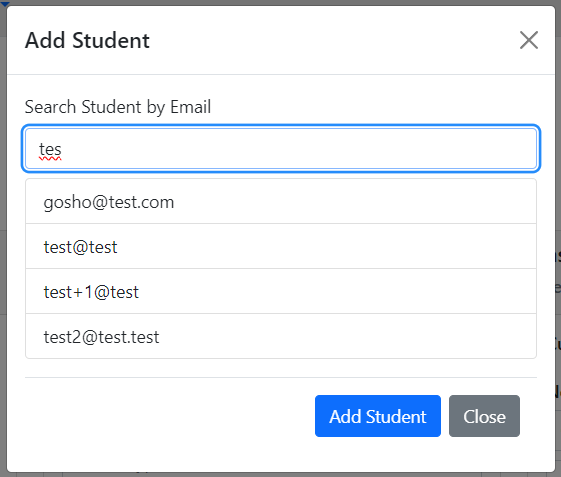 Add Student
Search Student by Email
tes
gosho@test.com
test@test
test+1@test
test2@test.test
Add Student
Close